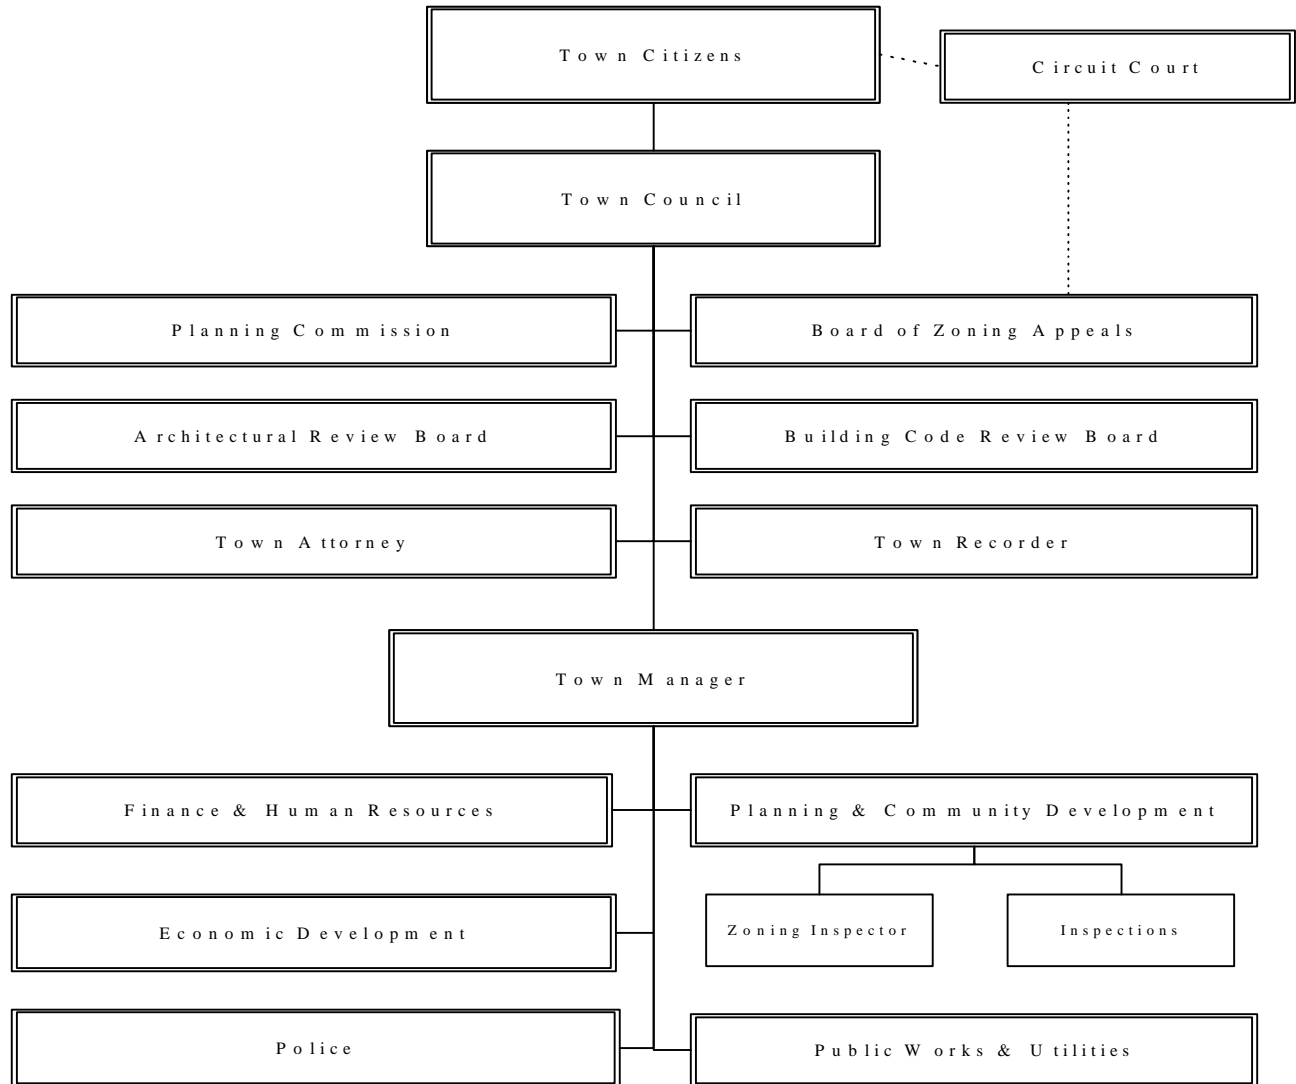 Town Citizens
Circuit Court
Town Council
Planning Commission
Board of Zoning Appeals
Architectural Review Board
Building Code Review Board
Town Attorney
Town Recorder
Town Manager
Finance & Human Resources
Planning & Community Development
Zoning Inspector
Inspections
Economic Development
Police
Public Works & Utilities